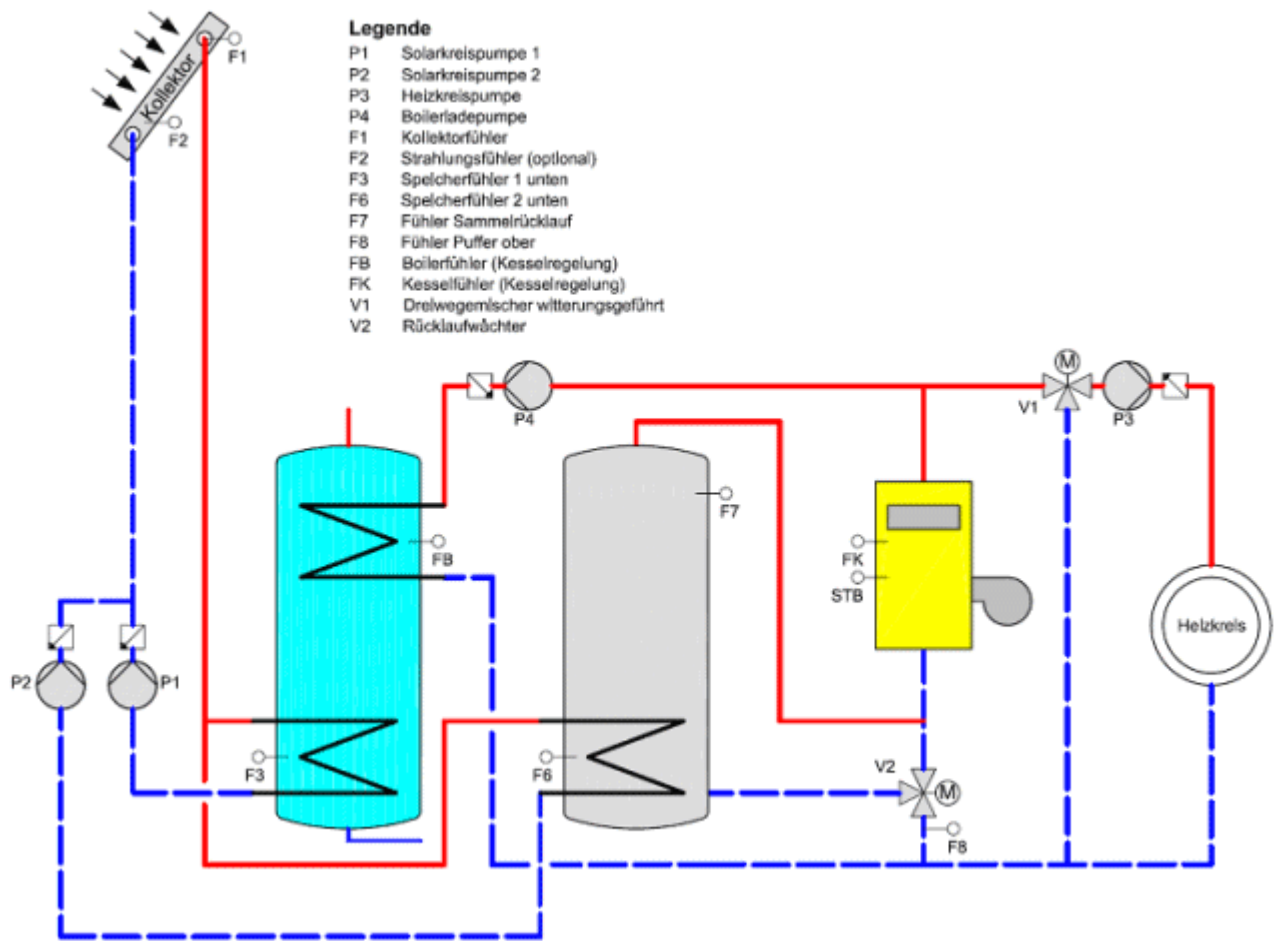 Legende
P1 Solarkreispumpe 1
P2 Solarkreispumpe 2
P3 Heizkreispumpe
P4 Boilerladepumpe
F1 Kollektorfühler
F2 Strahlungsfühler (optional)
F3 Speicherfühler 1 unten
F6 Speicherfühler 2 unten
F7 Fühler Sammelrücklauf
F8 Fühler Puffer ober
FB Boilerfühler (Kesselregelung)
FK Kesselfühler (Kesselregelung)
V1 Dreiwegemischer witterungsgeführt
V2 Rücklaufwächter
Kollektor
F1
F2
M
V1
P3
P4
F7
FB
FK
STB
Heizkreis
P2
P1
F3
F6
V2
M
F8